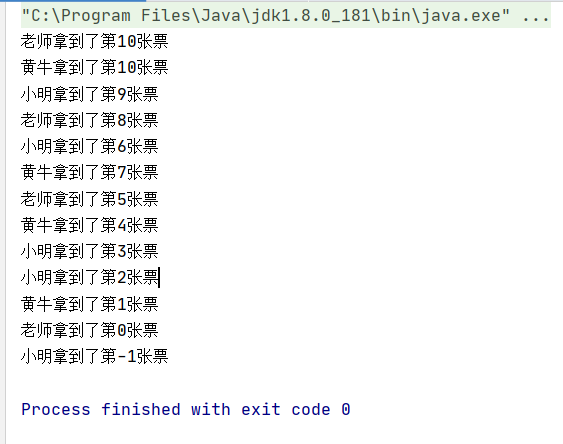 "C:\Program Files\Java\jdk1.8.0_181\bin\java.exe" ...
老师拿到了第10张票
黄牛拿到了第10张票
小明拿到了第9张票
老师拿到了第8张票
小明拿到了第6张票
黄牛拿到了第7张票
老师拿到了第5张票
黄牛拿到了第4张票
小明拿到了第3张票
小明拿到了第2张票
黄牛拿到了第1张票
老师拿到了第0张票
小明拿到了第-1张票
Process finished with exit code 0